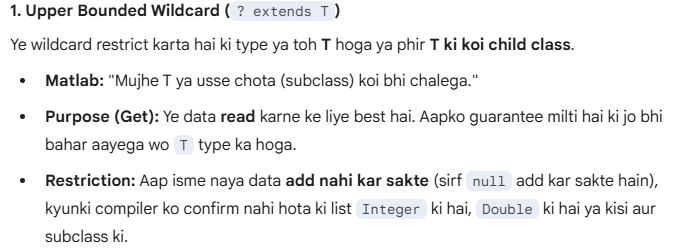 1. Upper Bounded Wildcard ( ? extends T )
Ye wildcard restrict karta hai ki type ya toh T hoga ya phir T ki koi child class.
• Matlab: "Mujhe T ya usse chota (subclass) koi bhi chalega."
• Purpose (Get): Ye data read karne ke liye best hai. Aapko guarantee milti hai ki jo bhi
bahar aayega wo T type ka hoga.
• Restriction: Aap isme naya data add nahi kar sakte (sirf null add kar sakte hain),
kyunki compiler ko confirm nahi hota ki list Integer ki hai, Double ki hai ya kisi aur
subclass ki.